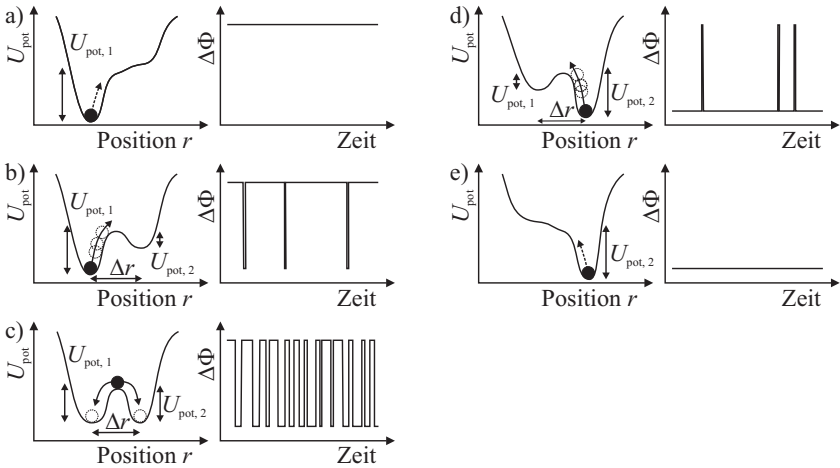 a)
U_pot
U_pot, 1
Position r
ΔΦ
Zeit
b)
U_pot
U_pot, 1
Δr
U_pot, 2
Position r
ΔΦ
Zeit
c)
U_pot
U_pot, 1
U_pot, 2
Δr
Position r
ΔΦ
Zeit
d)
U_pot
U_pot, 1
U_pot, 2
Δr
Position r
ΔΦ
Zeit
e)
U_pot
U_pot, 2
Position r
ΔΦ
Zeit